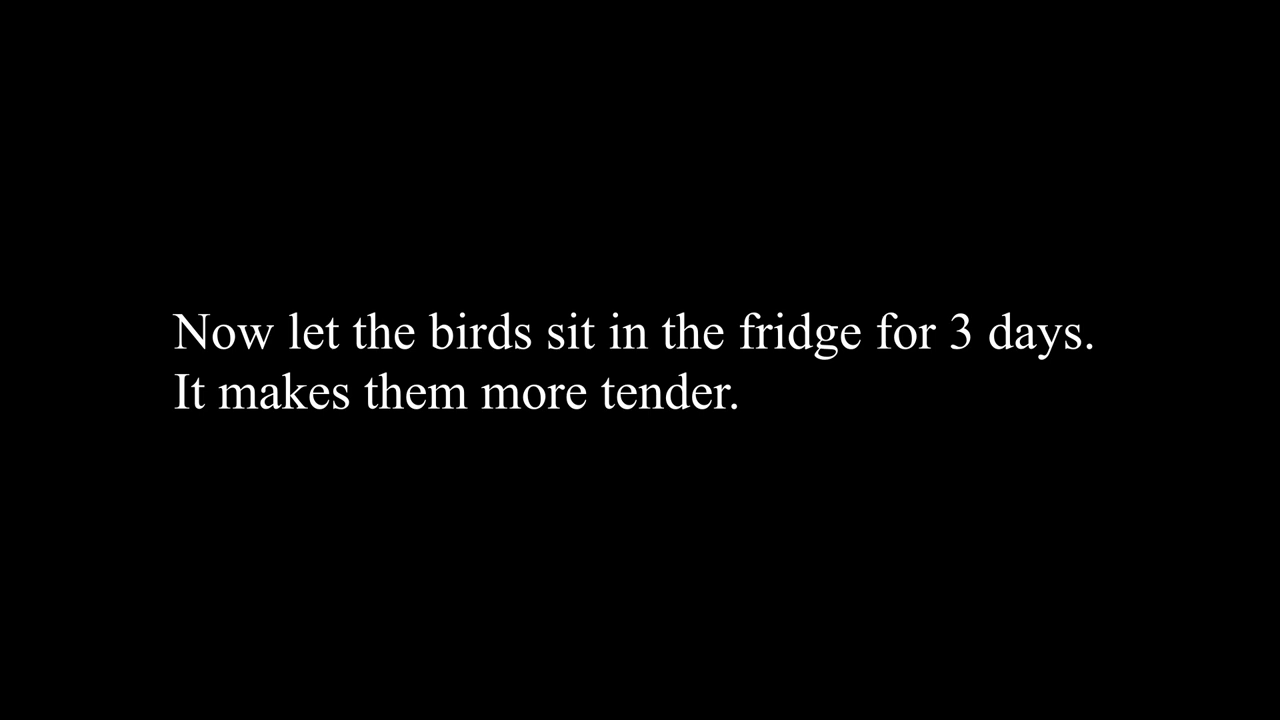 Now let the birds sit in the fridge for 3 days.
It makes them more tender.